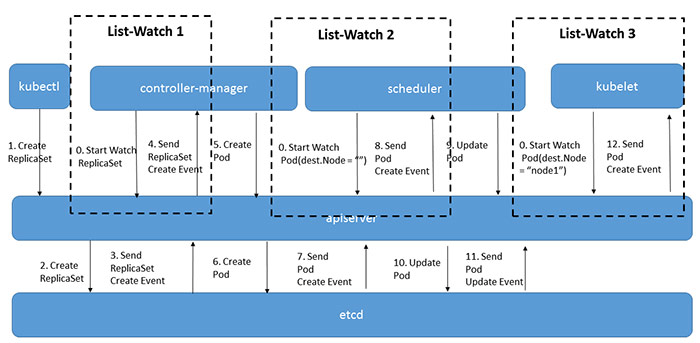 List-Watch 1
List-Watch 2
List-Watch 3
kubectl
controller-manager
scheduler
kubelet
1. Create
ReplicaSet
0. Start Watch
ReplicaSet
4. Send
ReplicaSet
Create Event
5. Create
Pod
0. Start Watch
Pod(dest.Node = “”)
8. Send
Pod
Create Event
9. Update
Pod
0. Start Watch
Pod(dest.Node
= “node1”)
12. Send
Pod
Create Event
apiserver
2. Create
ReplicaSet
3. Send
ReplicaSet
Create Event
6. Create
Pod
7. Send
Pod
Create Event
10. Update
Pod
11. Send
Pod
Update Event
etcd